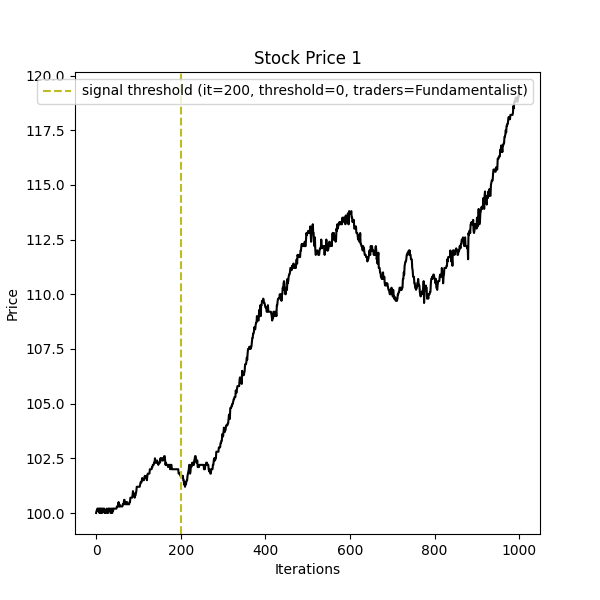 Stock Price 1
signal threshold (it=200, threshold=0, traders=Fundamentalist)
120.0
117.5
115.0
112.5
110.0
107.5
105.0
102.5
100.0
Price
0 200 400 600 800 1000
Iterations